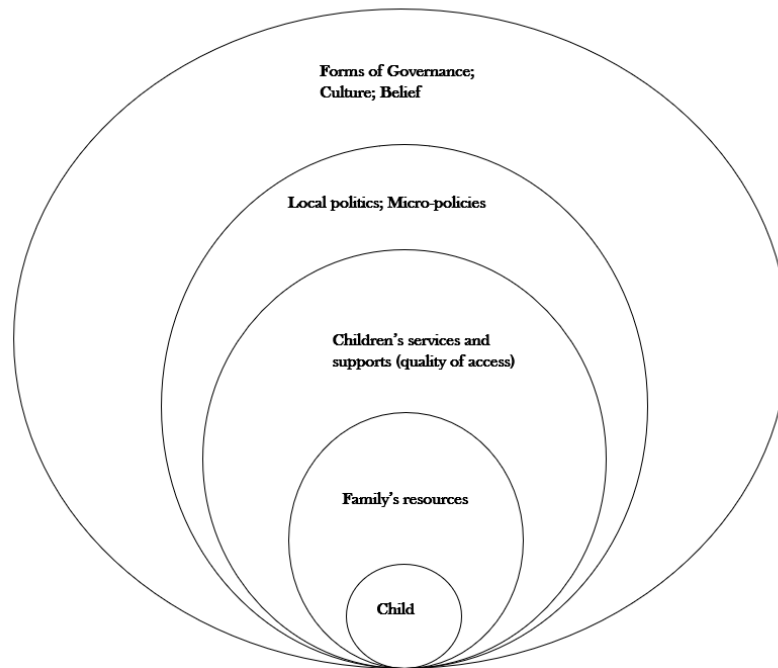 Forms of Governance;
Culture; Belief
Local politics; Micro-policies
Children’s services and
supports (quality of access)
Family’s resources
Child